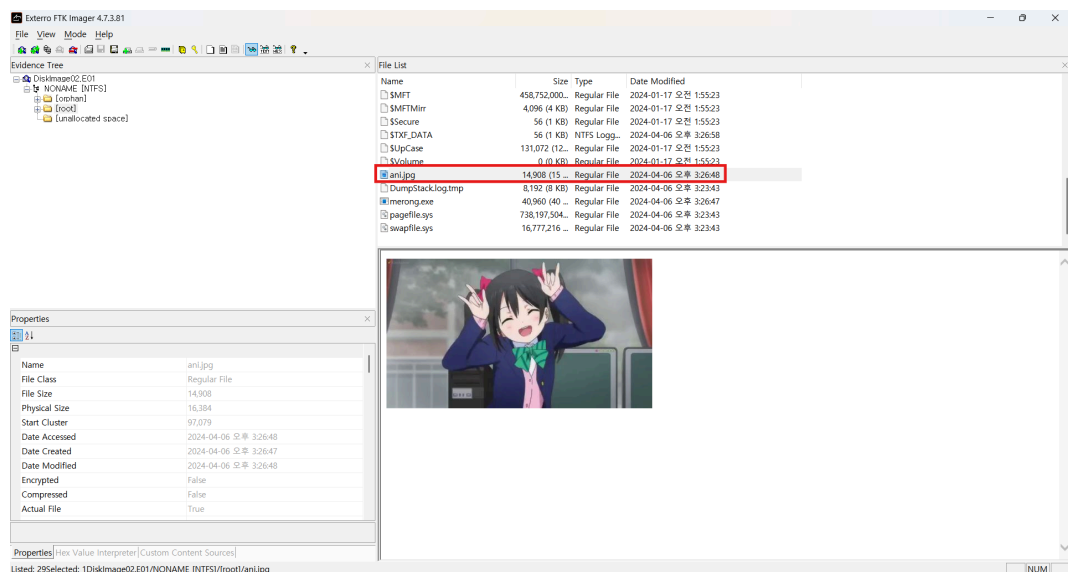 Exterro FTK Imager 4.7.3.81
File View Mode Help
Evidence Tree
DiskImage02.E01
NONAME [NTFS]
[orphan]
[root]
[unallocated space]
File List
Name Size Type Date Modified
$MFT 458,752,000... Regular File 2024-01-17 오전 1:55:23
$MFTMirr 4,096 (4 KB) Regular File 2024-01-17 오전 1:55:23
$Secure 56 (1 KB) Regular File 2024-01-17 오전 1:55:23
$TXF_DATA 56 (1 KB) NTFS Logg... 2024-04-06 오후 3:26:58
$UpCase 131,072 (12... Regular File 2024-01-17 오전 1:55:23
$Volume 0 (0 KB) Regular File 2024-01-17 오전 1:55:23
ani.jpg 14,908 (15 ... Regular File 2024-04-06 오후 3:26:48
DumpStack.log.tmp 8,192 (8 KB) Regular File 2024-04-06 오후 3:23:43
merong.exe 40,960 (40 ... Regular File 2024-04-06 오후 3:26:47
pagefile.sys 738,197,504... Regular File 2024-04-06 오후 3:23:43
swapfile.sys 16,777,216 ... Regular File 2024-04-06 오후 3:23:43
Properties
Name ani.jpg
File Class Regular File
File Size 14,908
Physical Size 16,384
Start Cluster 97,079
Date Accessed 2024-04-06 오후 3:26:48
Date Created 2024-04-06 오후 3:26:47
Date Modified 2024-04-06 오후 3:26:48
Encrypted False
Compressed False
Actual File True
Properties Hex Value Interpreter Custom Content Sources
Listed: 29Selected: 1DiskImage02.E01/NONAME [NTFS]/[root]/ani.jpg
NUM